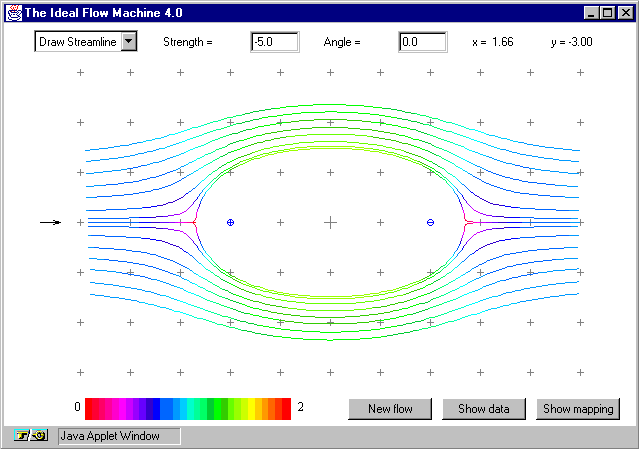 The Ideal Flow Machine 4.0
Draw Streamline Strength = -5.0 Angle = 0.0 x = 1.66 y = -3.00
0 2 New flow Show data Show mapping
Java Applet Window